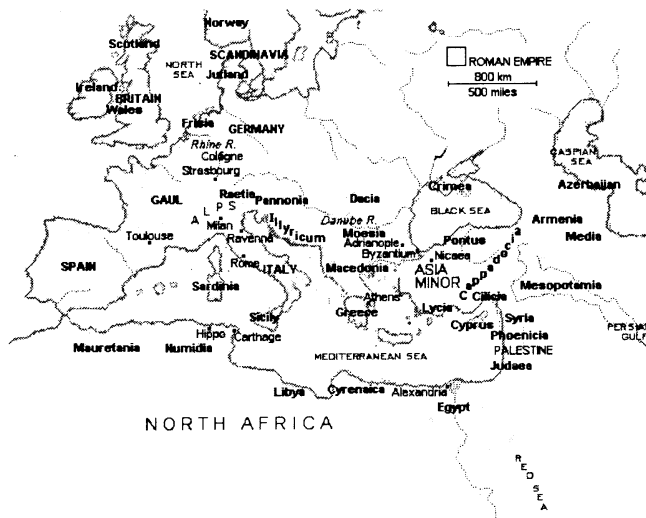 Norway
Scotland
SCANDINAVIA
NORTH
SEA
Jutland
ROMAN EMPIRE
800 km
500 miles
Ireland
BRITAIN
Wales
Frisia
GERMANY
Rhine R.
Cologne
Strasbourg
CASPIAN
SEA
Azerbaijan
GAUL
Raetia
Pannonia
Dacia
Crimea
ALPS
Milan
Illyricum
Danube R.
BLACK SEA
Armenia
Toulouse
Ravenna
Moesia
Adrianople
Byzantium
Pontus
Nicaea
Media
SPAIN
Rome
ITALY
Macedonia
ASIA
MINOR
Cappadocia
Sardinia
Athens
Cilicia
Mesopotamia
Sicily
Greece
Lycia
Cyprus
Syria
Hippo
Carthage
Phoenicia
PERSIAN
GULF
Mauretania
Numidia
MEDITERRANEAN SEA
PALESTINE
Judaea
Libya
Cyrenaica
Alexandria
Egypt
NORTH AFRICA
RED SEA